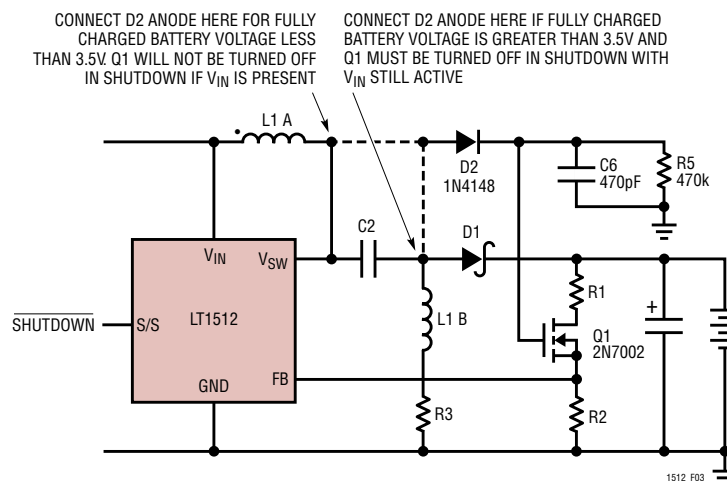 CONNECT D2 ANODE HERE FOR FULLY
CHARGED BATTERY VOLTAGE LESS
THAN 3.5V. Q1 WILL NOT BE TURNED OFF
IN SHUTDOWN IF VIN IS PRESENT
CONNECT D2 ANODE HERE IF FULLY CHARGED
BATTERY VOLTAGE IS GREATER THAN 3.5V AND
Q1 MUST BE TURNED OFF IN SHUTDOWN WITH
VIN STILL ACTIVE
L1 A
D2
1N4148
C6
470pF
R5
470k
C2
D1
VIN
VSW
SHUTDOWN
S/S
LT1512
L1 B
R1
Q1
2N7002
GND
FB
R3
R2
+
1512 F03